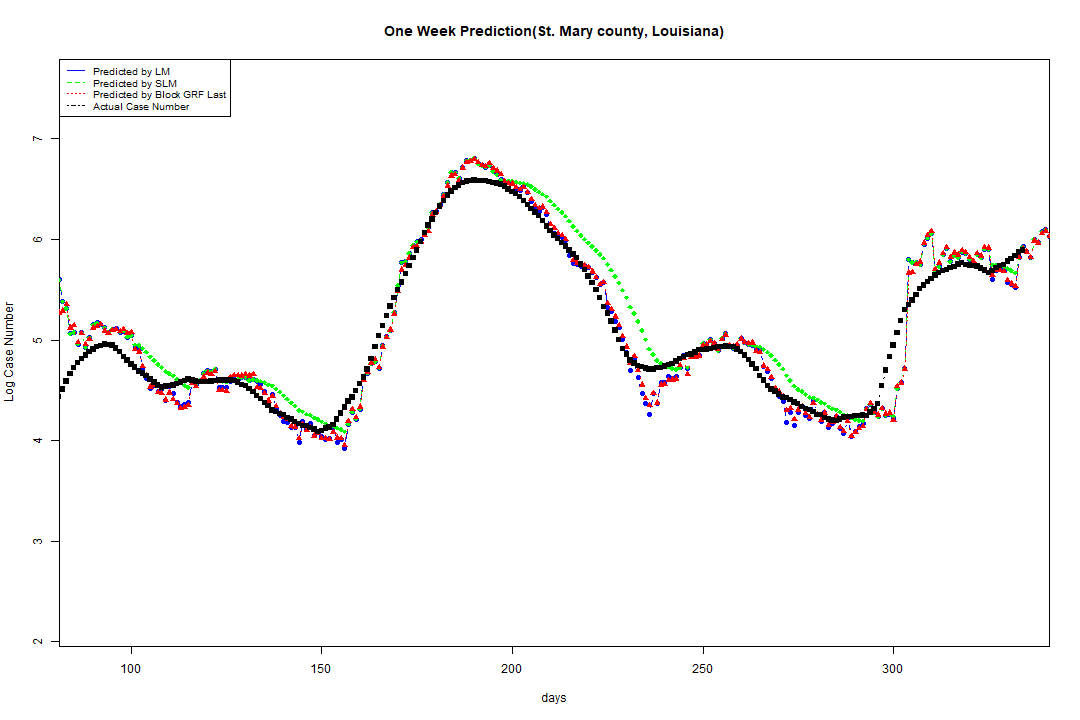 One Week Prediction(St. Mary county, Louisiana)
Predicted by LM
Predicted by SLM
Predicted by Block GRF Last
Actual Case Number
7
6
5
4
3
2
Log Case Number
100 150 200 250 300
days